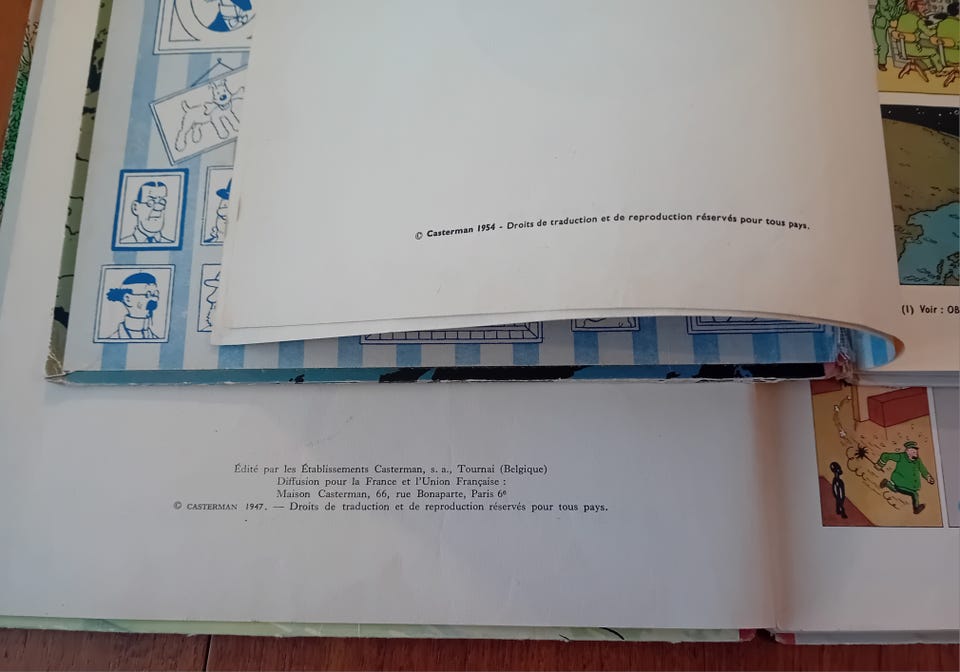 © Casterman 1954 - Droits de traduction et de reproduction réservés pour tous pays.
(1) Voir : OB
Édité par les Établissements Casterman, s. a., Tournai (Belgique)
Diffusion pour la France et l'Union Française :
Maison Casterman, 66, rue Bonaparte, Paris 6e
© CASTERMAN 1947. — Droits de traduction et de reproduction réservés pour tous pays.